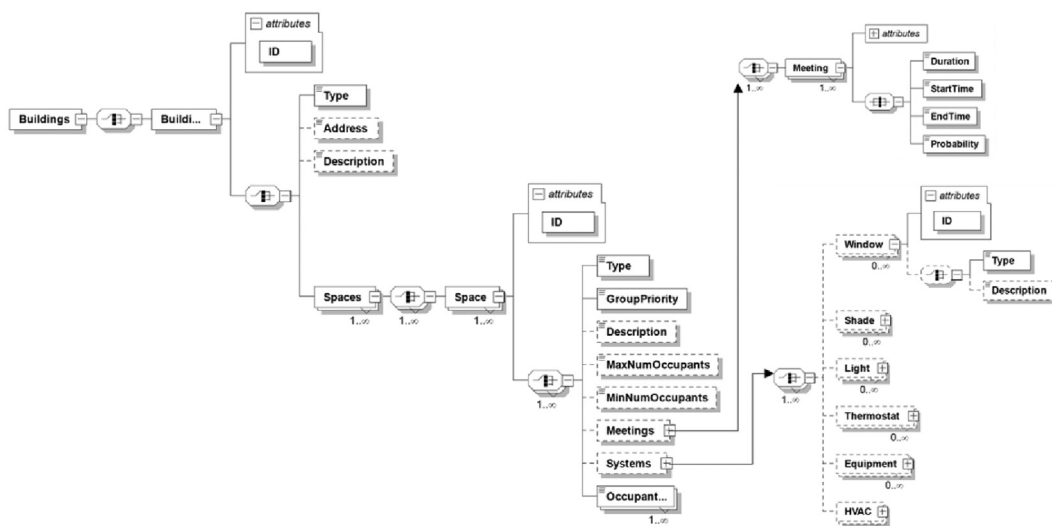 Buildings
Buildi...
attributes
ID
Type
Address
Description
Spaces
1..∞
1..∞
Space
1..∞
attributes
ID
Type
GroupPriority
Description
MaxNumOccupants
MinNumOccupants
1..∞
Meetings
Systems
Occupant...
1..∞
1..∞
Meeting
1..∞
attributes
Duration
StartTime
EndTime
Probability
1..∞
Window
0..∞
attributes
ID
Type
Description
Shade
0..∞
Light
0..∞
Thermostat
0..∞
Equipment
0..∞
HVAC